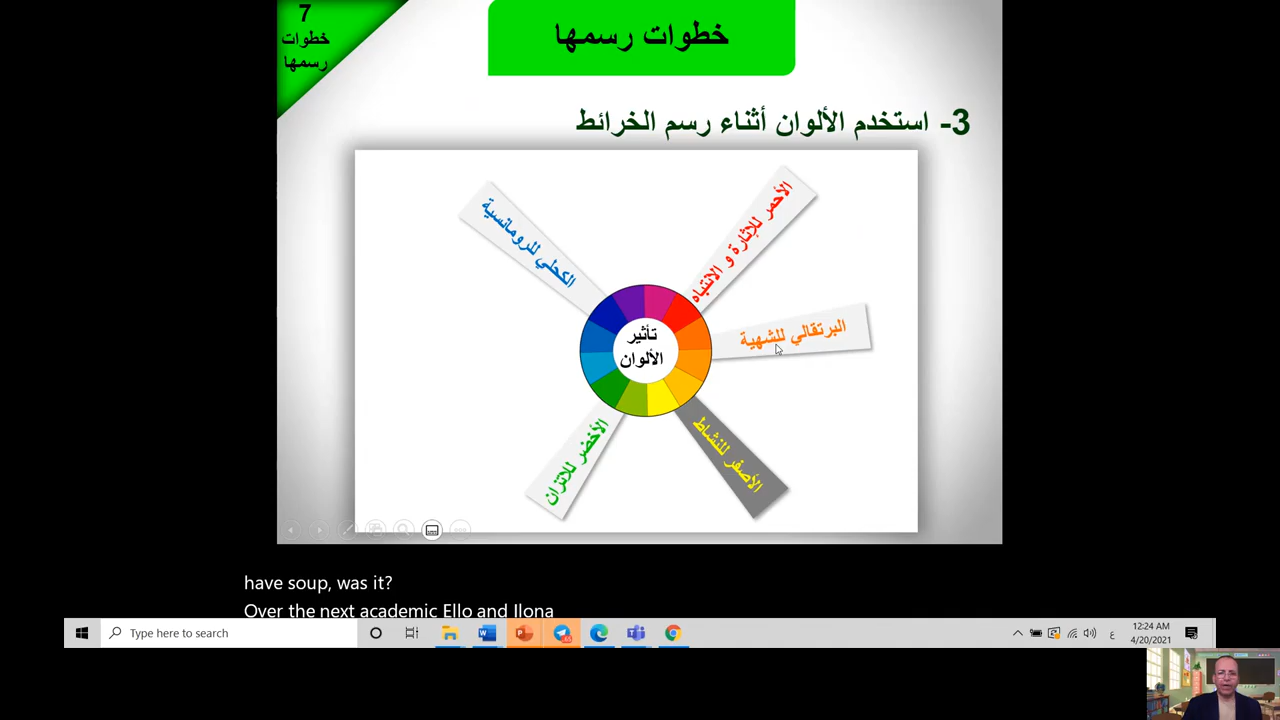 7
خطوات
رسمها
خطوات رسمها
3- استخدم الألوان أثناء رسم الخرائط
الأحمر للإثارة و الانتباه
الكحلي للرومانسية
البرتقالي للشهية
تأثير
الألوان
الأصفر للنشاط
الأخضر للاتزان
have soup, was it?
Over the next academic Ello and Ilona
Type here to search
ع
12:24 AM
4/20/2021